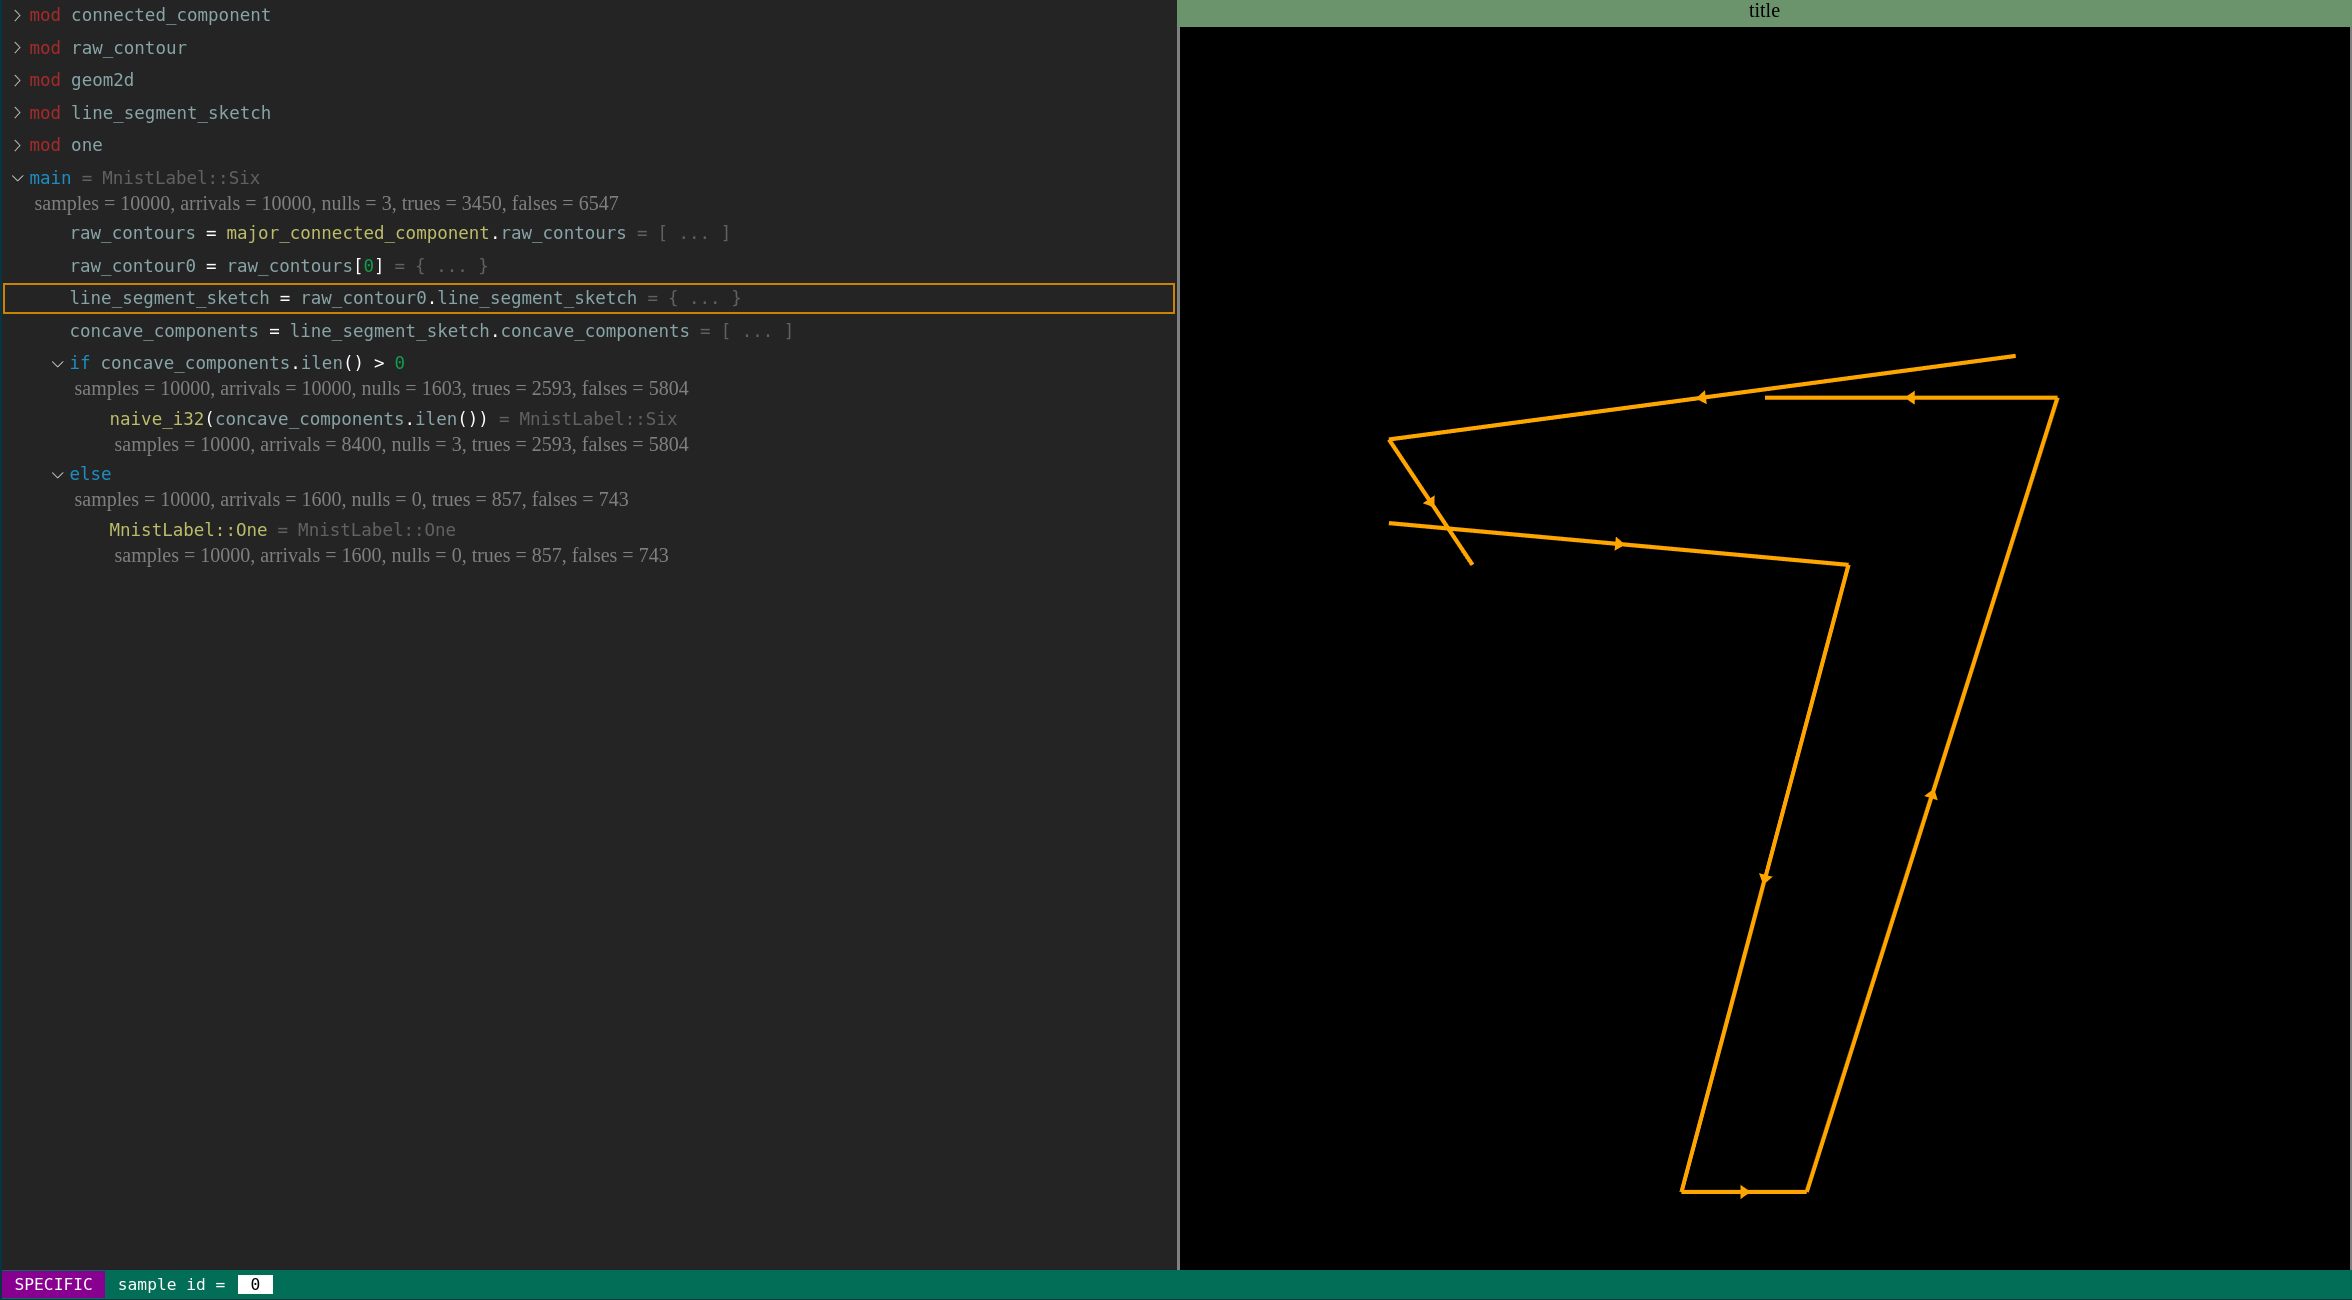 mod connected_component
mod raw_contour
mod geom2d
mod line_segment_sketch
mod one
main = MnistLabel::Six
samples = 10000, arrivals = 10000, nulls = 3, trues = 3450, falses = 6547
raw_contours = major_connected_component.raw_contours = [ ... ]
raw_contour0 = raw_contours[0] = { ... }
line_segment_sketch = raw_contour0.line_segment_sketch = { ... }
concave_components = line_segment_sketch.concave_components = [ ... ]
if concave_components.ilen() > 0
samples = 10000, arrivals = 10000, nulls = 1603, trues = 2593, falses = 5804
naive_i32(concave_components.ilen()) = MnistLabel::Six
samples = 10000, arrivals = 8400, nulls = 3, trues = 2593, falses = 5804
else
samples = 10000, arrivals = 1600, nulls = 0, trues = 857, falses = 743
MnistLabel::One = MnistLabel::One
samples = 10000, arrivals = 1600, nulls = 0, trues = 857, falses = 743
title
SPECIFIC sample id = 0